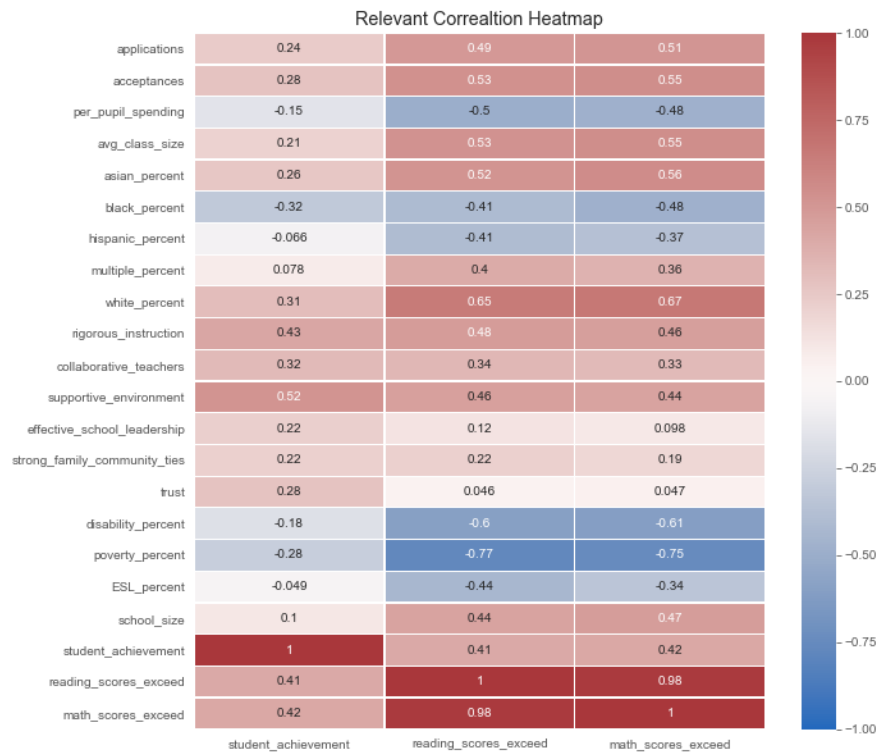 Relevant Correaltion Heatmap
applications 0.24 0.49 0.51
acceptances 0.28 0.53 0.55
per_pupil_spending -0.15 -0.5 -0.48
avg_class_size 0.21 0.53 0.55
asian_percent 0.26 0.52 0.56
black_percent -0.32 -0.41 -0.48
hispanic_percent -0.066 -0.41 -0.37
multiple_percent 0.078 0.4 0.36
white_percent 0.31 0.65 0.67
rigorous_instruction 0.43 0.48 0.46
collaborative_teachers 0.32 0.34 0.33
supportive_environment 0.52 0.46 0.44
effective_school_leadership 0.22 0.12 0.098
strong_family_community_ties 0.22 0.22 0.19
trust 0.28 0.046 0.047
disability_percent -0.18 -0.6 -0.61
poverty_percent -0.28 -0.77 -0.75
ESL_percent -0.049 -0.44 -0.34
school_size 0.1 0.44 0.47
student_achievement 1 0.41 0.42
reading_scores_exceed 0.41 1 0.98
math_scores_exceed 0.42 0.98 1
student_achievement reading_scores_exceed math_scores_exceed
1.00
0.75
0.50
0.25
0.00
−0.25
−0.50
−0.75
−1.00